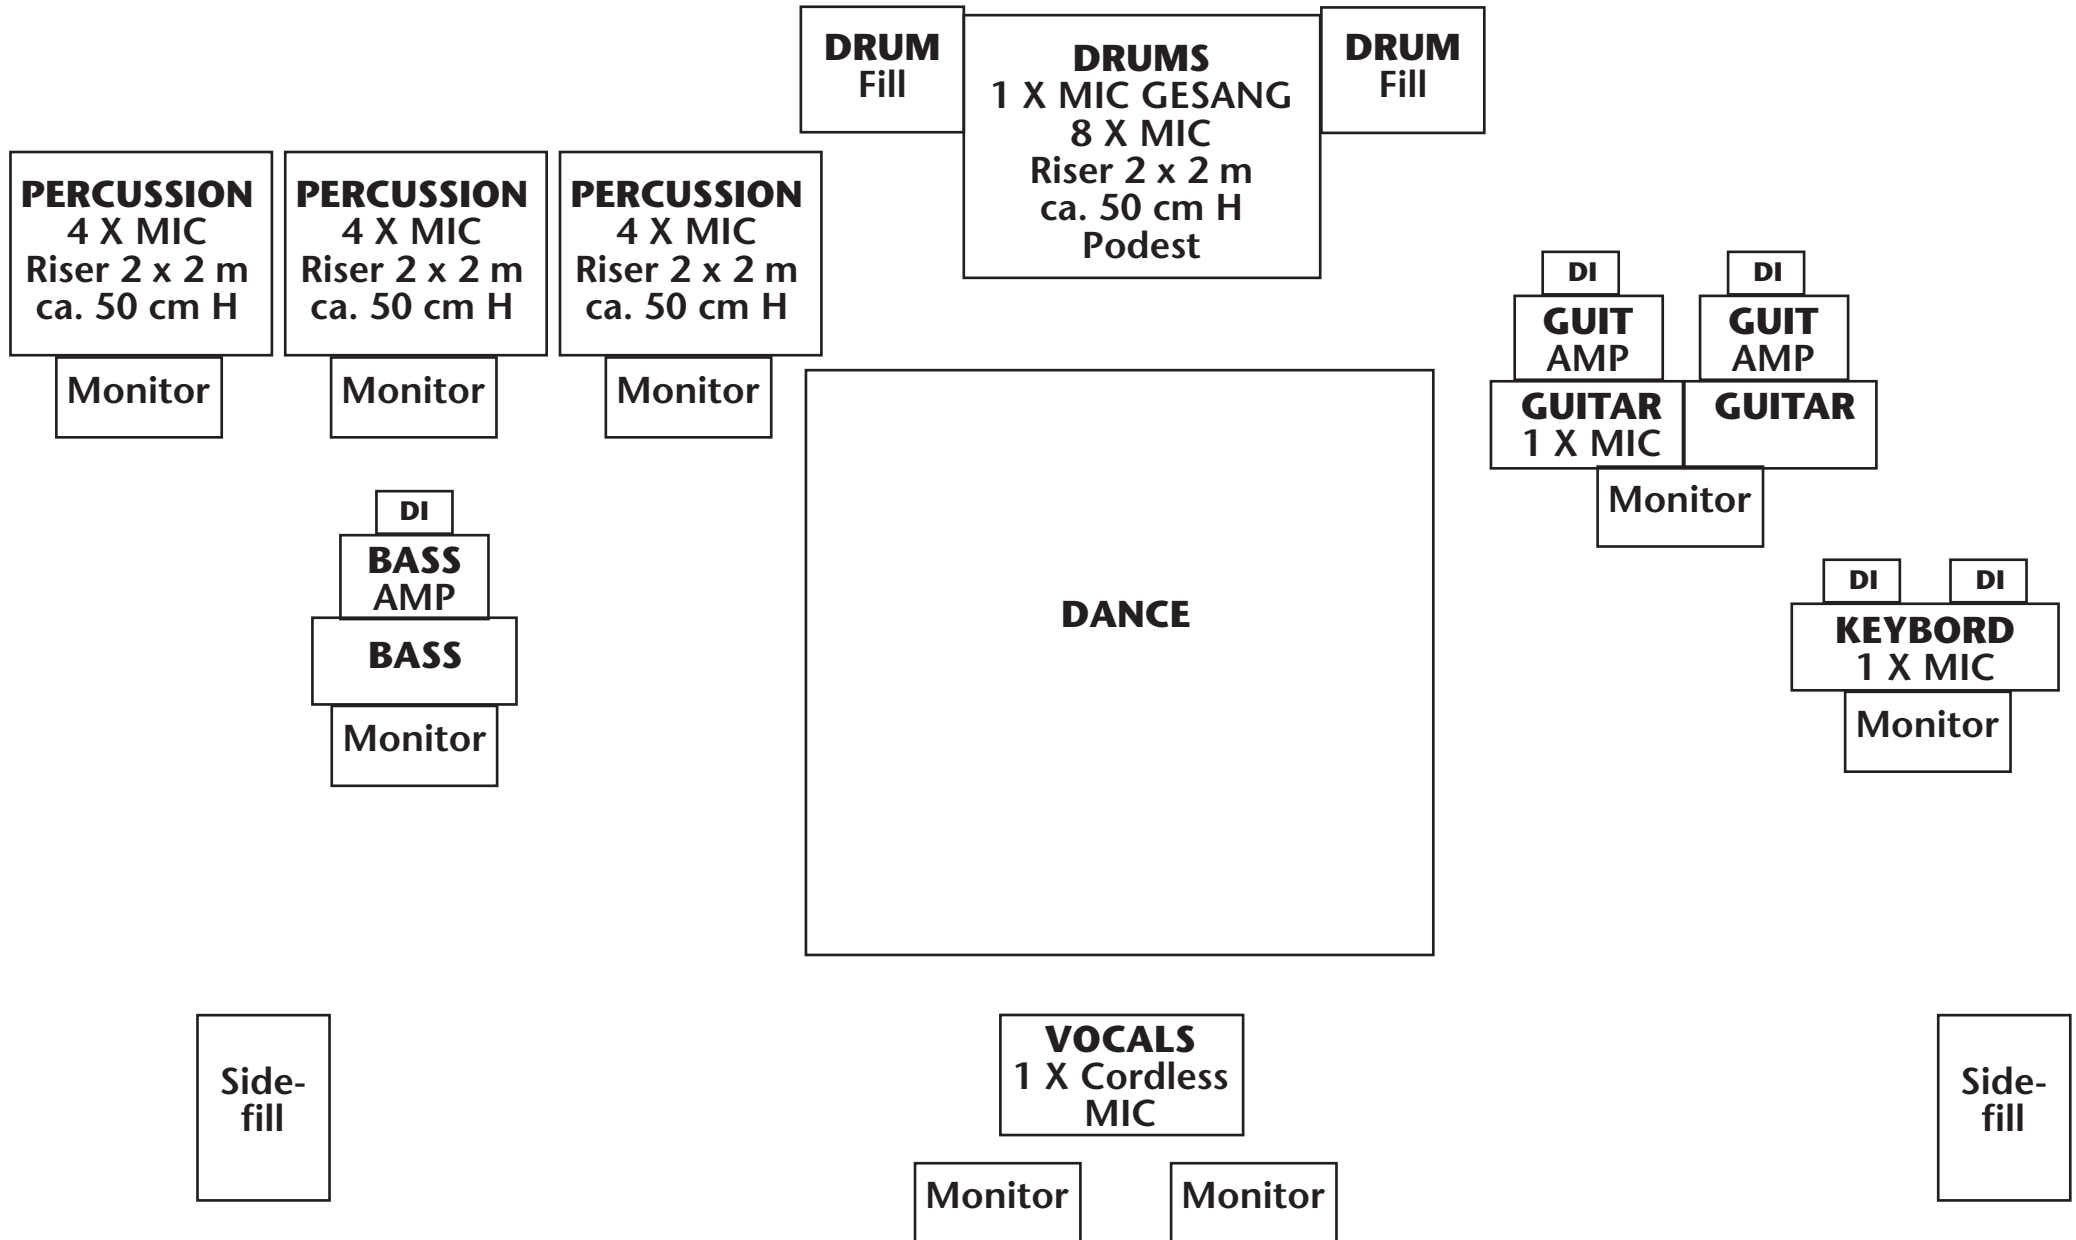 DRUM
Fill
DRUMS
1 X MIC GESANG
8 X MIC
Riser 2 x 2 m
ca. 50 cm H
Podest
DRUM
Fill
PERCUSSION
4 X MIC
Riser 2 x 2 m
ca. 50 cm H
Monitor
PERCUSSION
4 X MIC
Riser 2 x 2 m
ca. 50 cm H
Monitor
PERCUSSION
4 X MIC
Riser 2 x 2 m
ca. 50 cm H
Monitor
DI
GUIT
AMP
GUITAR
1 X MIC
DI
GUIT
AMP
GUITAR
Monitor
DI
BASS
AMP
BASS
Monitor
DANCE
DI
DI
KEYBORD
1 X MIC
Monitor
Side-
fill
VOCALS
1 X Cordless
MIC
Monitor
Monitor
Side-
fill